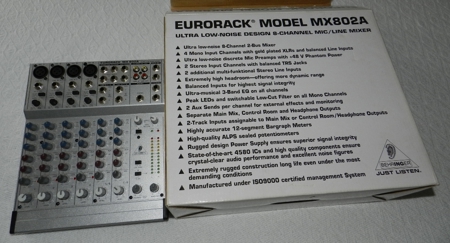 EURORACK® MODEL MX802A
ULTRA LOW-NOISE DESIGN 8-CHANNEL MIC/LINE MIXER
Ultra low-noise 8-Channel 2-Bus Mixer
4 Mono Input Channels with gold plated XLRs and balanced Line Inputs
Ultra low-noise discrete Mic Preamps with +48 V Phantom Power
2 Stereo Input Channels with balanced TRS Jacks
2 additional multi-functional Stereo Line Inputs
Extremely high headroom—offering more dynamic range
Balanced Inputs for highest signal integrity
Ultra-musical 3-Band EQ on all channels
Peak LEDs and switchable Low-Cut Filter on all Mono Channels
2 Aux Sends per channel for external effects and monitoring
Separate Main Mix, Control Room and Headphone Outputs
2-Track Inputs assignable to Main Mix or Control Room/Headphone Outputs
Highly accurate 12-segment Bargraph Meters
High-quality ALPS sealed potentiometers
Rugged design Power Supply ensures superior signal integrity
State-of-the-art 4580 ICs and high quality components ensure
crystal-clear audio performance and excellent noise figures
Extremely rugged construction long life even under the most
demanding conditions
Manufactured under ISO9000 certified management System
BEHRINGER
JUST LISTEN.